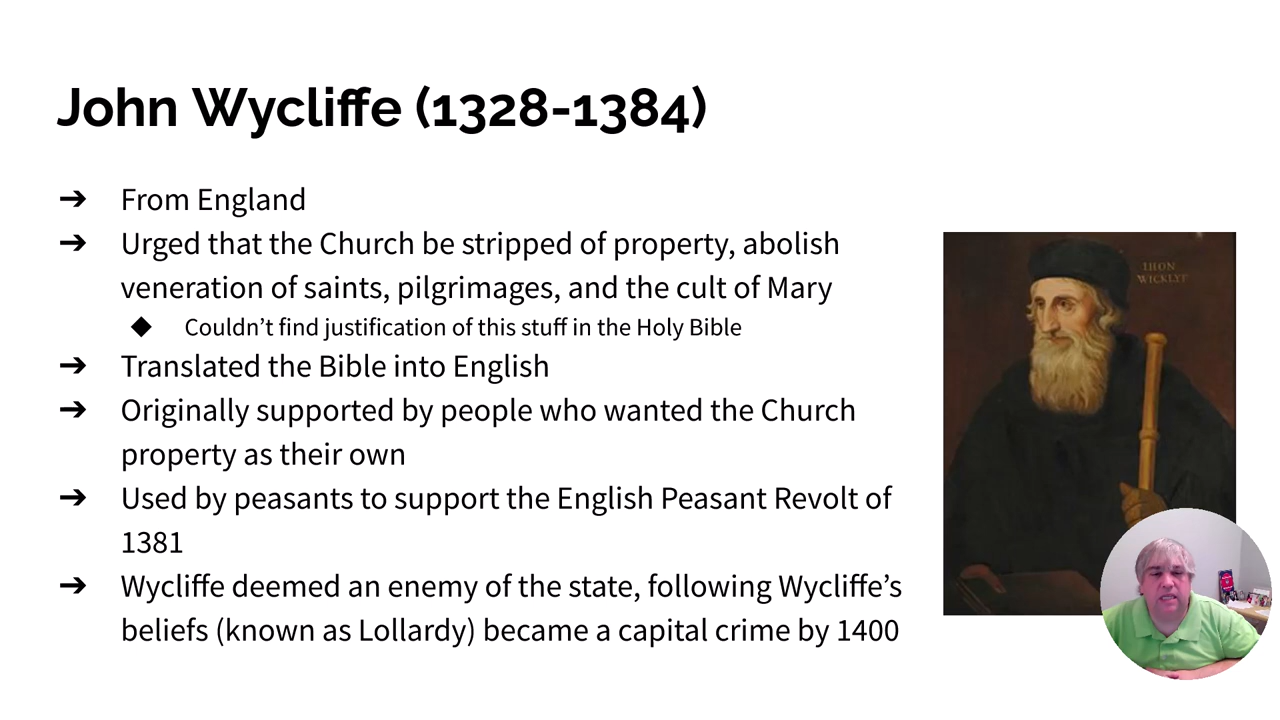 John Wycliffe (1328-1384)
➔ From England
➔ Urged that the Church be stripped of property, abolish
veneration of saints, pilgrimages, and the cult of Mary
◆ Couldn’t find justification of this stuff in the Holy Bible
➔ Translated the Bible into English
➔ Originally supported by people who wanted the Church
property as their own
➔ Used by peasants to support the English Peasant Revolt of
1381
➔ Wycliffe deemed an enemy of the state, following Wycliffe’s
beliefs (known as Lollardy) became a capital crime by 1400
IHON
WICKLYF